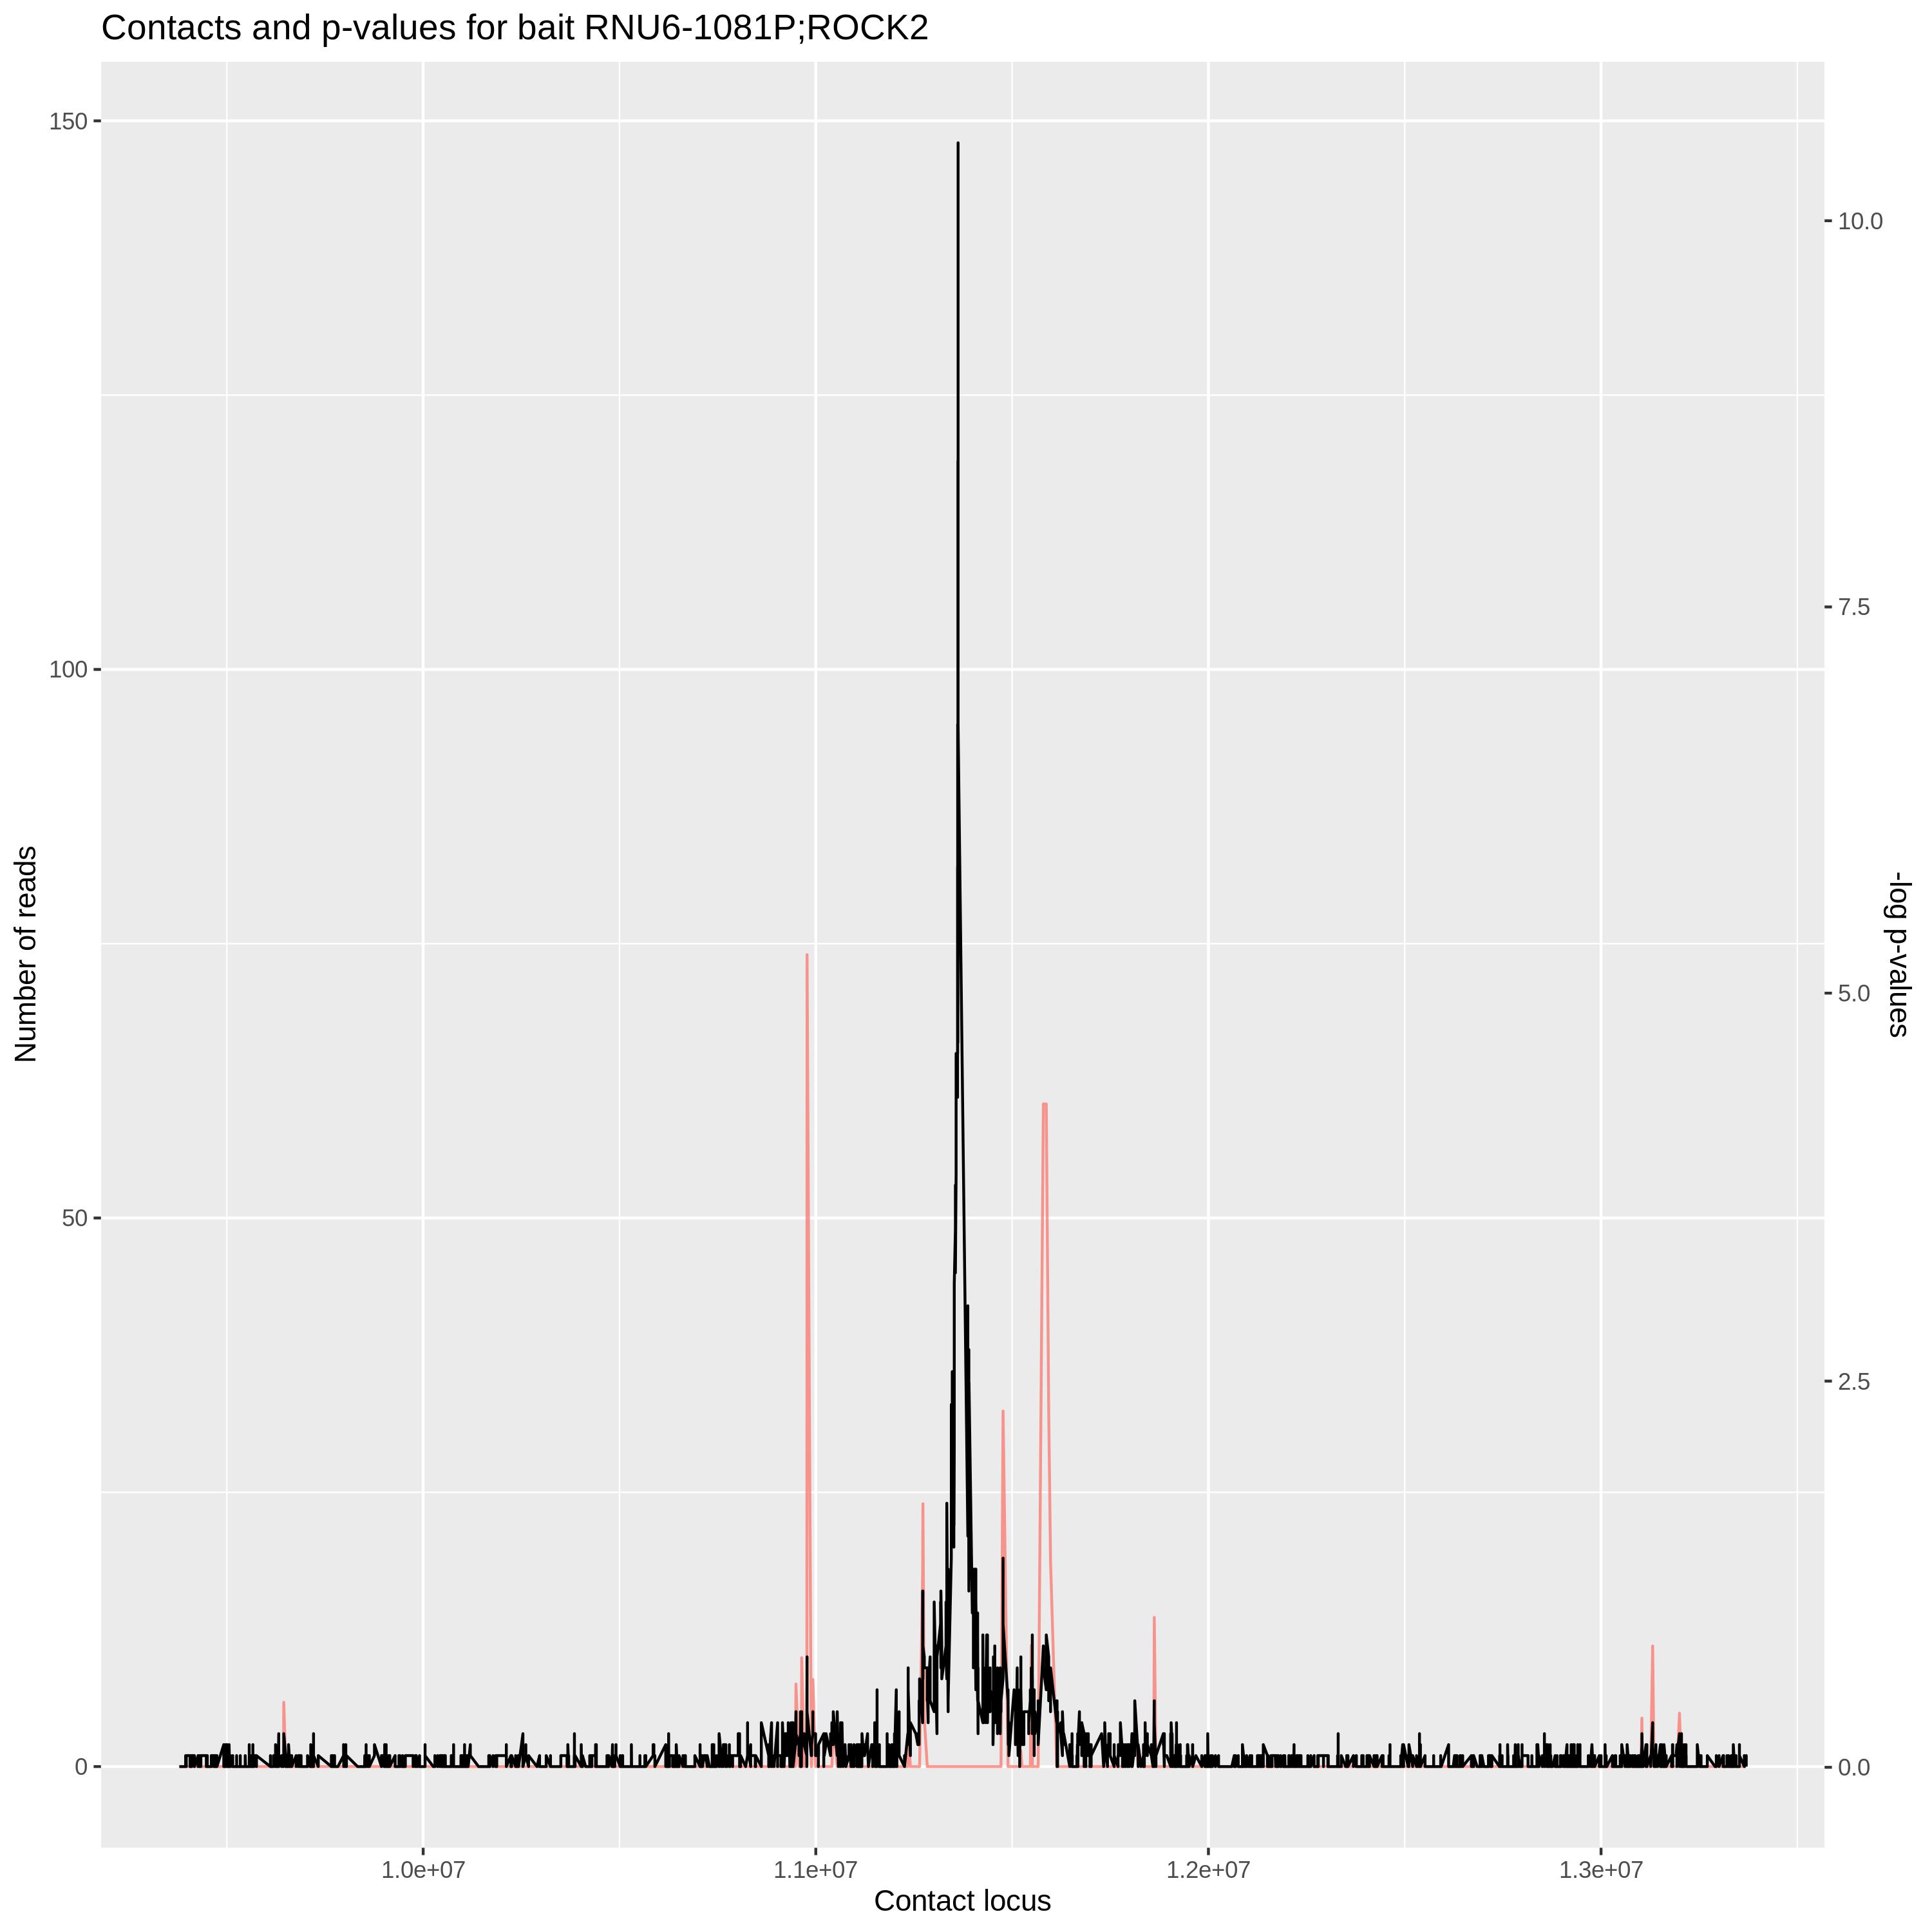 Contacts and p-values for bait RNU6-1081P;ROCK2
150
100
50
0
Number of reads
10.0
7.5
5.0
2.5
0.0
-log p-values
1.0e+07
1.1e+07
1.2e+07
1.3e+07
Contact locus